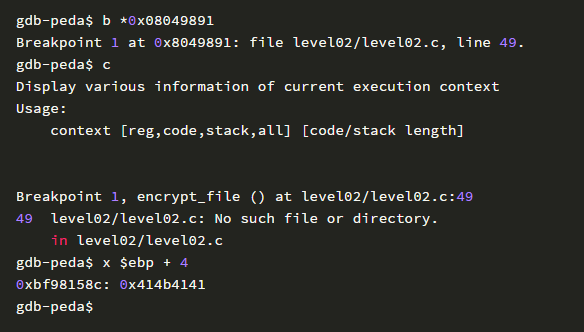 gdb-peda$ b *0x08049891
Breakpoint 1 at 0x8049891: file level02/level02.c, line 49.
gdb-peda$ c
Display various information of current execution context
Usage:
    context [reg,code,stack,all] [code/stack length]
Breakpoint 1, encrypt_file () at level02/level02.c:49
49  level02/level02.c: No such file or directory.
    in level02/level02.c
gdb-peda$ x $ebp + 4
0xbf98158c: 0x414b4141
gdb-peda$